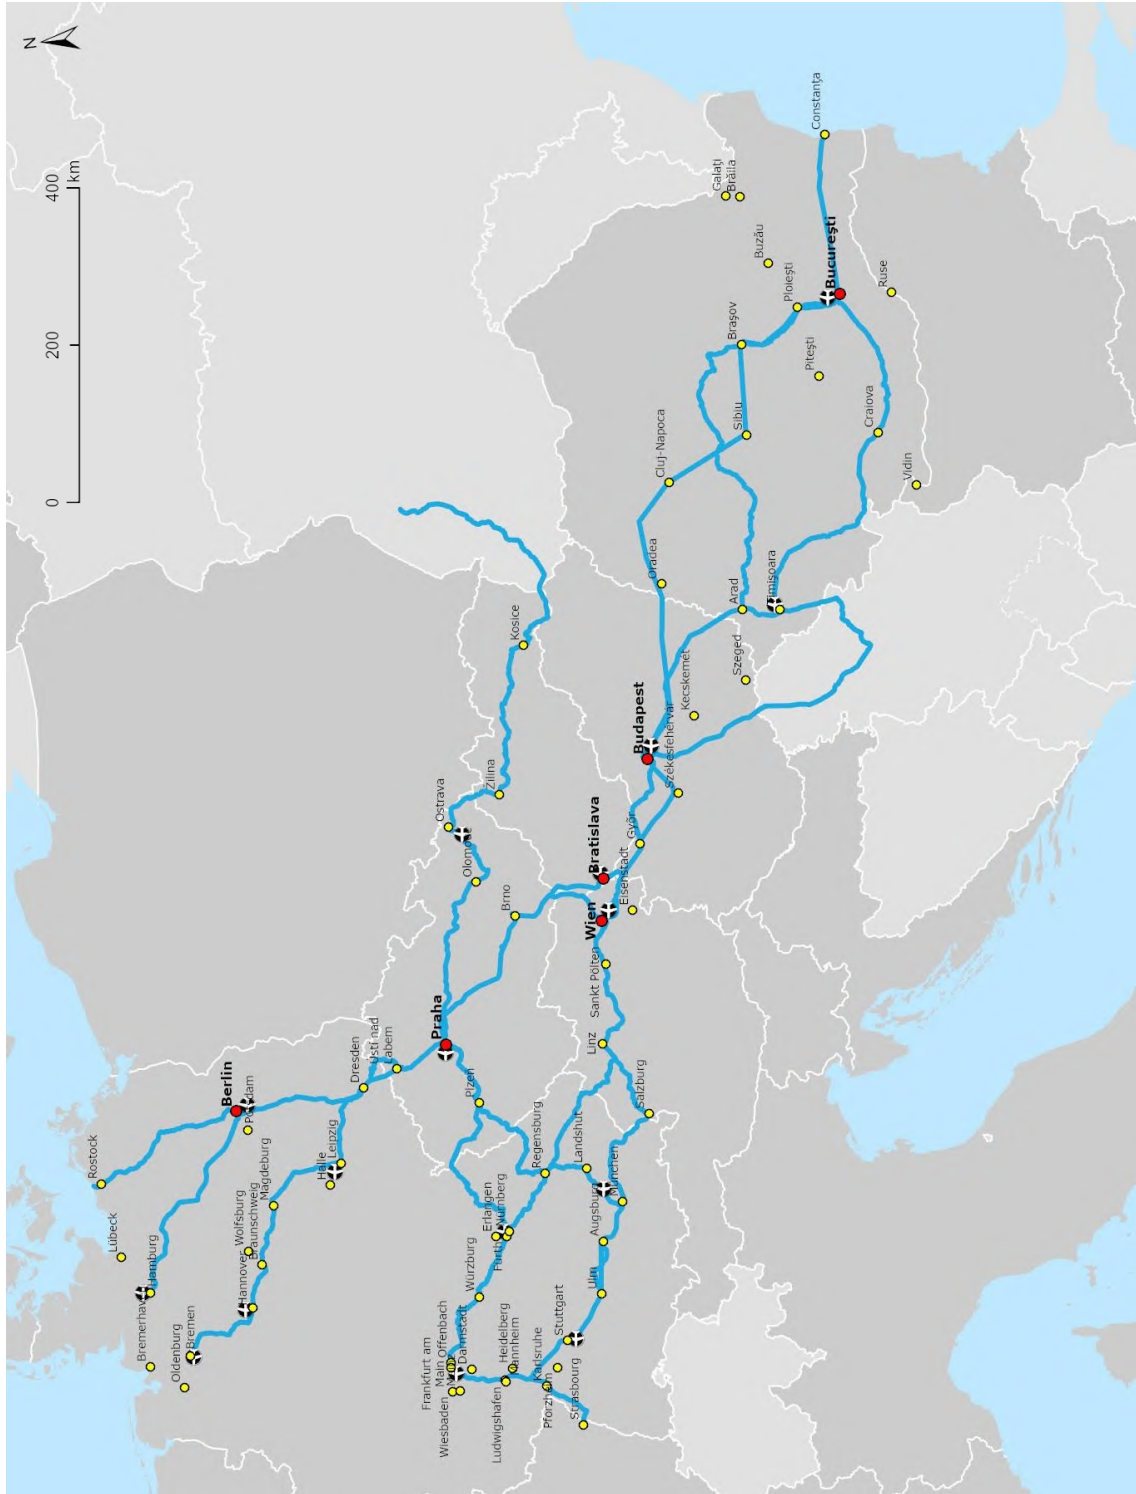 N
0
200
400
km
Rostock
Lübeck
Bremerhav
Hamburg
Oldenburg
Bremen
Berlin
Hannover
Wolfsburg
Braunschweig
Magdeburg
Halle
Leipzig
Dresden
Ústí nad
Labem
Frankfurt am
Main
Offenbach
Wiesbaden
Darmstadt
Würzburg
Erlangen
Fürth
Nürnberg
Ludwigshafen
Heidelberg
Mannheim
Karlsruhe
Pforzheim
Stuttgart
Strasbourg
Ulm
Augsburg
München
Landshut
Regensburg
Plzen
Praha
Salzburg
Linz
Sankt Pölten
Wien
Brno
Olomouc
Ostrava
Žilina
Kosice
Bratislava
Eisenstadt
Győr
Budapest
Székesfehérvár
Kecskemét
Szeged
Oradea
Arad
Timișoara
Cluj-Napoca
Sibiu
Brașov
Ploiești
Pitești
Craiova
Vidin
București
Ruse
Buzău
Galați
Brăila
Constanța